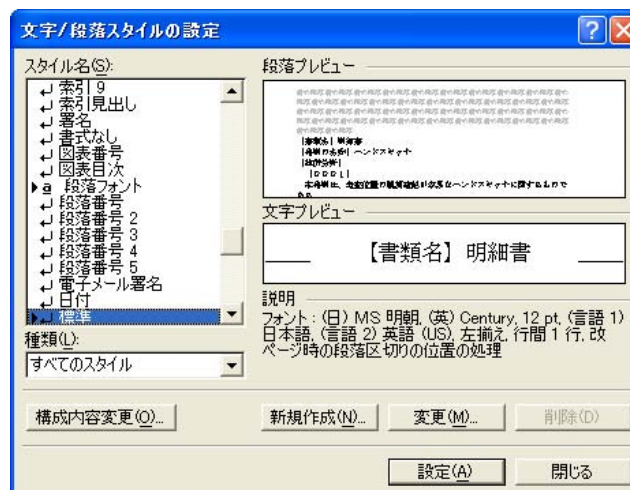 文字/段落スタイルの設定
スタイル名(S):
索引 9
索引見出し
署名
書式なし
図表番号
図表目次
a 段落フォント
段落番号
段落番号 2
段落番号 3
段落番号 4
段落番号 5
電子メール署名
日付
標準
種類(L):
すべてのスタイル
段落プレビュー
文字プレビュー
【書類名】 明細書
説明
フォント : (日) MS 明朝, (英) Century, 12 pt, (言語 1)
日本語, (言語 2) 英語 (US), 左揃え, 行間 1 行, 改
ページ時の段落区切りの位置の処理
構成内容変更(O)...
新規作成(N)...
変更(M)...
削除(D)
設定(A)
閉じる